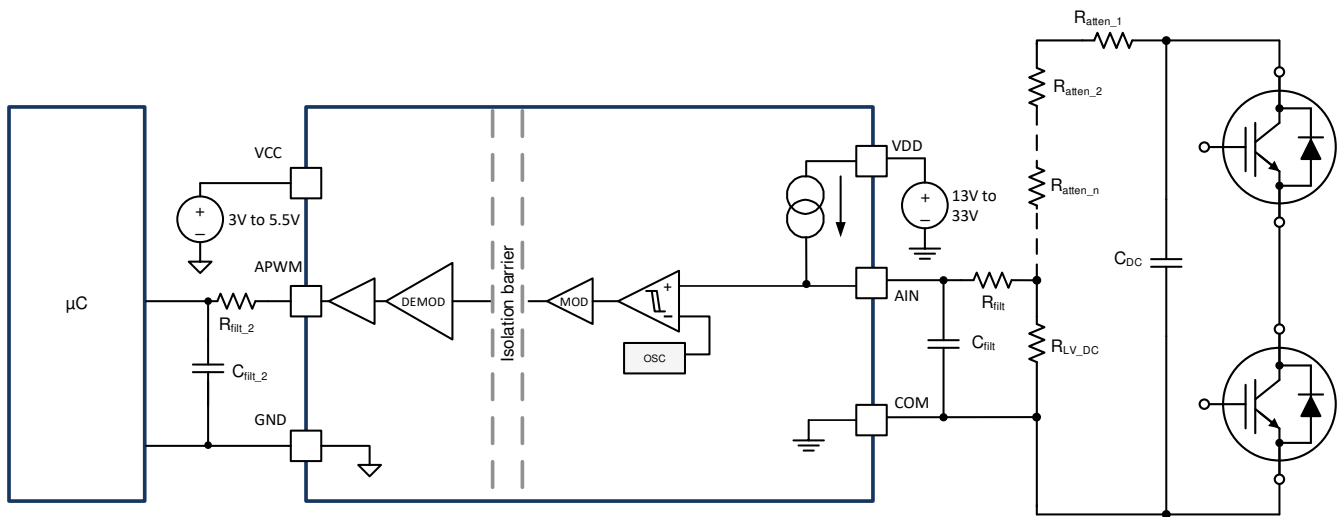 μC
VCC
+
−
3V to 5.5V
APWM
Rfilt_2
Cfilt_2
GND
DEMOD
Isolation barrier
MOD
+
−
OSC
VDD
+
−
13V to
33V
AIN
Rfilt
Cfilt
COM
Ratten_1
Ratten_2
Ratten_n
RLV_DC
CDC